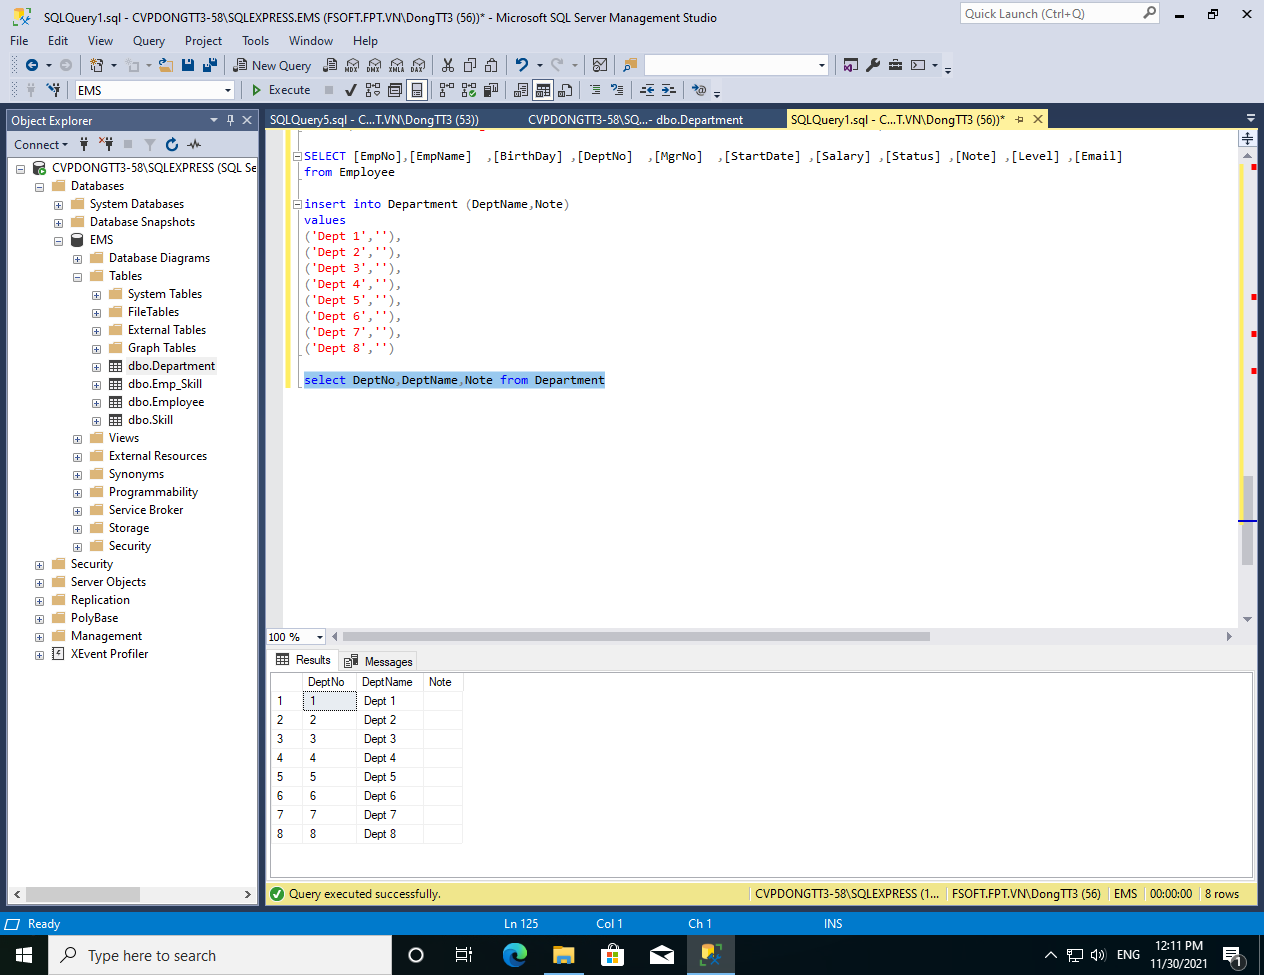 SQLQuery1.sql - CVPDONGTT3-58\SQLEXPRESS.EMS (FSOFT.FPT.VN\DongTT3 (56))* - Microsoft SQL Server Management Studio
Quick Launch (Ctrl+Q)
File Edit View Query Project Tools Window Help
New Query MDX DMX XMLA DAX
EMS Execute
Object Explorer
SQLQuery5.sql - C...T.VN\DongTT3 (53)) CVPDONGTT3-58\SQ...- dbo.Department SQLQuery1.sql - C...T.VN\DongTT3 (56))*
Connect
CVPDONGTT3-58\SQLEXPRESS (SQL Se
Databases
System Databases
Database Snapshots
EMS
Database Diagrams
Tables
System Tables
FileTables
External Tables
Graph Tables
dbo.Department
dbo.Emp_Skill
dbo.Employee
dbo.Skill
Views
External Resources
Synonyms
Programmability
Service Broker
Storage
Security
Security
Server Objects
Replication
PolyBase
Management
XEvent Profiler
SELECT [EmpNo],[EmpName] ,[BirthDay] ,[DeptNo] ,[MgrNo] ,[StartDate] ,[Salary] ,[Status] ,[Note] ,[Level] ,[Email]
from Employee
insert into Department (DeptName,Note)
values
('Dept 1',''),
('Dept 2',''),
('Dept 3',''),
('Dept 4',''),
('Dept 5',''),
('Dept 6',''),
('Dept 7',''),
('Dept 8','')
select DeptNo,DeptName,Note from Department
100 %
Results Messages
DeptNo DeptName Note
1 1 Dept 1
2 2 Dept 2
3 3 Dept 3
4 4 Dept 4
5 5 Dept 5
6 6 Dept 6
7 7 Dept 7
8 8 Dept 8
Query executed successfully. CVPDONGTT3-58\SQLEXPRESS (1... FSOFT.FPT.VN\DongTT3 (56) EMS 00:00:00 8 rows
Ready Ln 125 Col 1 Ch 1 INS
Type here to search
ENG
12:11 PM
11/30/2021
1